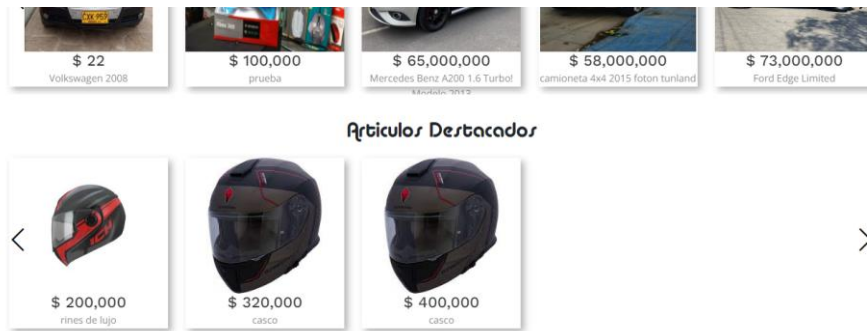 $ 22
Volkswagen 2008
$ 100,000
prueba
$ 65,000,000
Mercedes Benz A200 1.6 Turbo!
Modelo 2013
$ 58,000,000
camioneta 4x4 2015 foton tunland
$ 73,000,000
Ford Edge Limited
Articulos Destacados
$ 200,000
rines de lujo
$ 320,000
casco
$ 400,000
casco